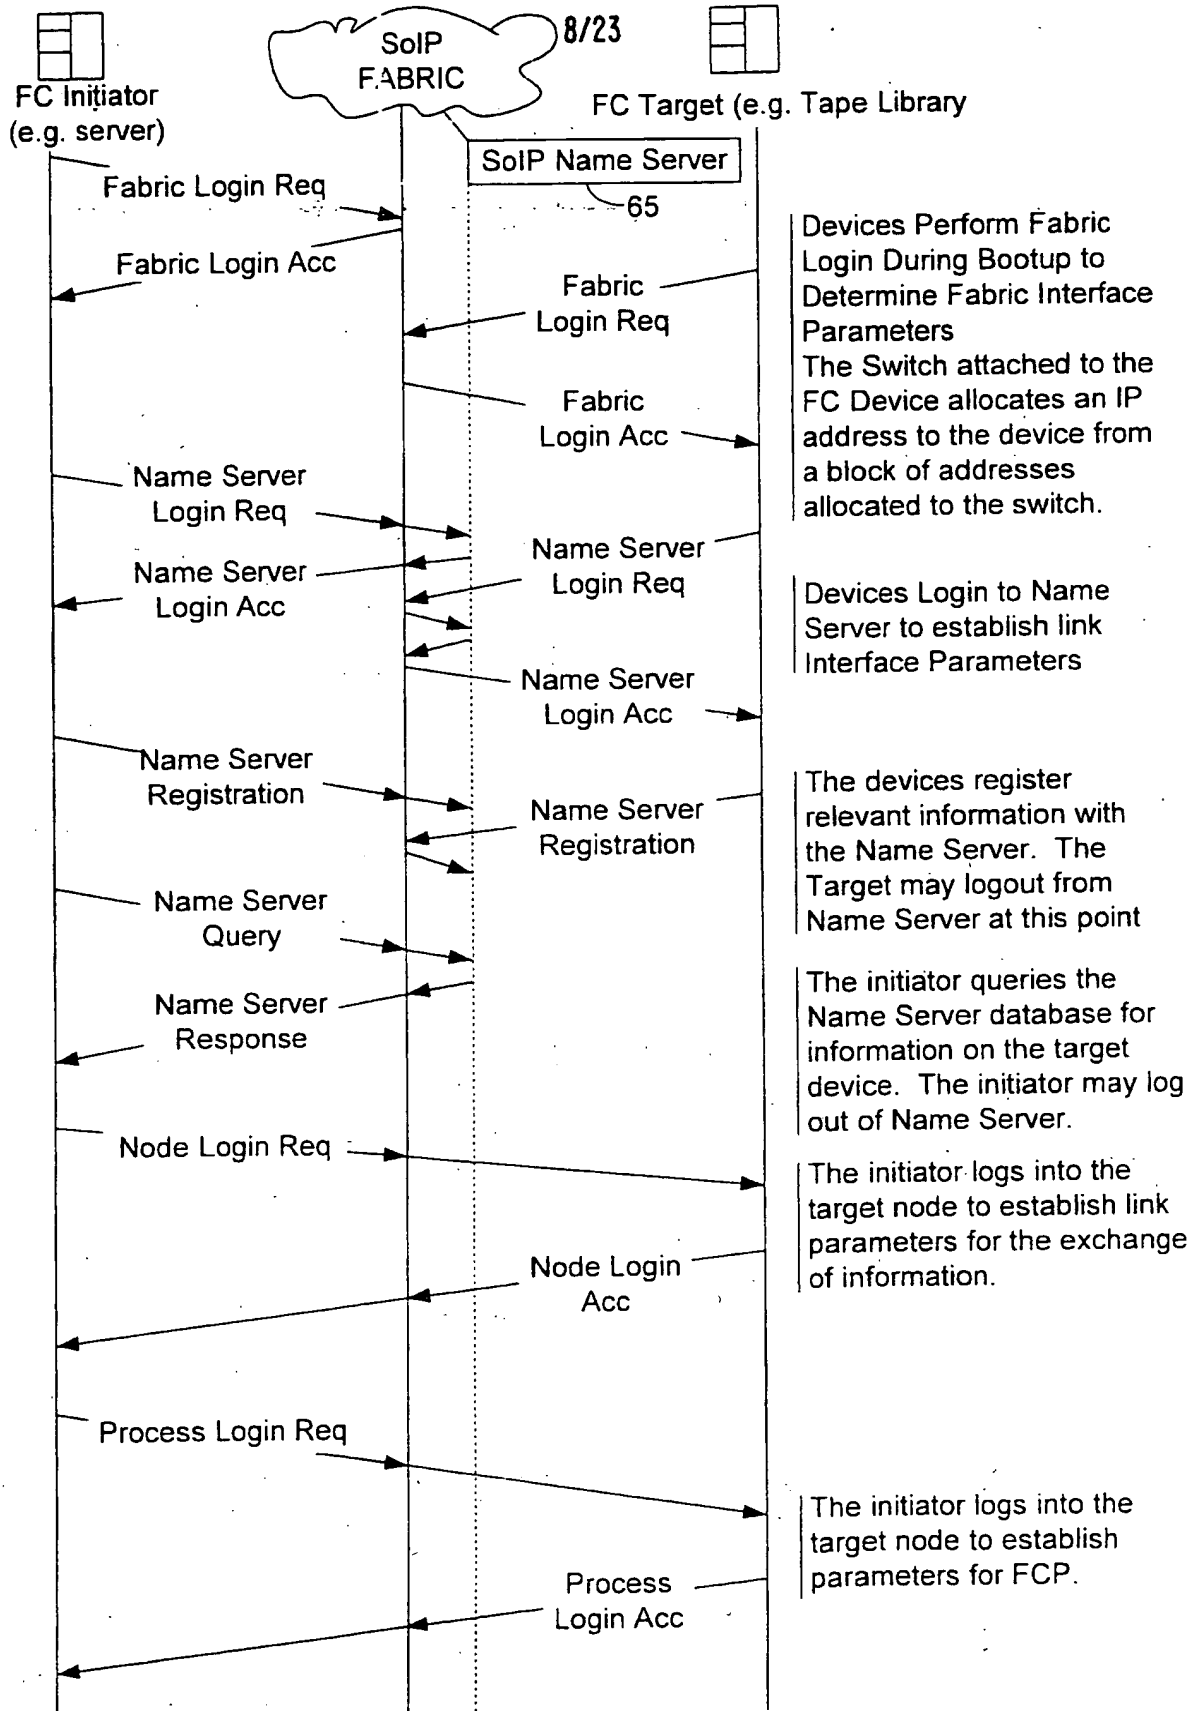 8/23
SoIP
FABRIC
FC Initiator
(e.g. server)
FC Target (e.g. Tape Library
SoIP Name Server
65
Fabric Login Req
Fabric Login Acc
Fabric
Login Req
Fabric
Login Acc
Devices Perform Fabric
Login During Bootup to
Determine Fabric Interface
Parameters
The Switch attached to the
FC Device allocates an IP
address to the device from
a block of addresses
allocated to the switch.
Name Server
Login Req
Name Server
Login Acc
Name Server
Login Req
Name Server
Login Acc
Devices Login to Name
Server to establish link
Interface Parameters
Name Server
Registration
Name Server
Registration
The devices register
relevant information with
the Name Server. The
Target may logout from
Name Server at this point
Name Server
Query
Name Server
Response
The initiator queries the
Name Server database for
information on the target
device. The initiator may log
out of Name Server.
Node Login Req
Node Login
Acc
The initiator logs into the
target node to establish link
parameters for the exchange
of information.
Process Login Req
Process
Login Acc
The initiator logs into the
target node to establish
parameters for FCP.